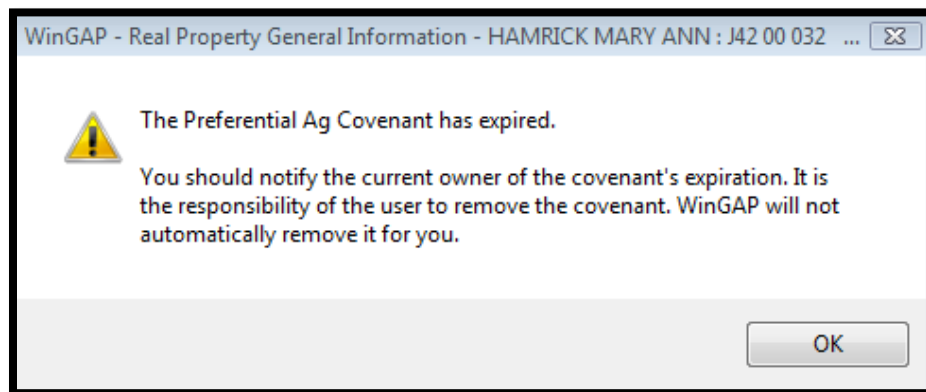 WinGAP - Real Property General Information - HAMRICK MARY ANN : J42 00 032 ...
The Preferential Ag Covenant has expired.
You should notify the current owner of the covenant's expiration. It is
the responsibility of the user to remove the covenant. WinGAP will not
automatically remove it for you.
OK